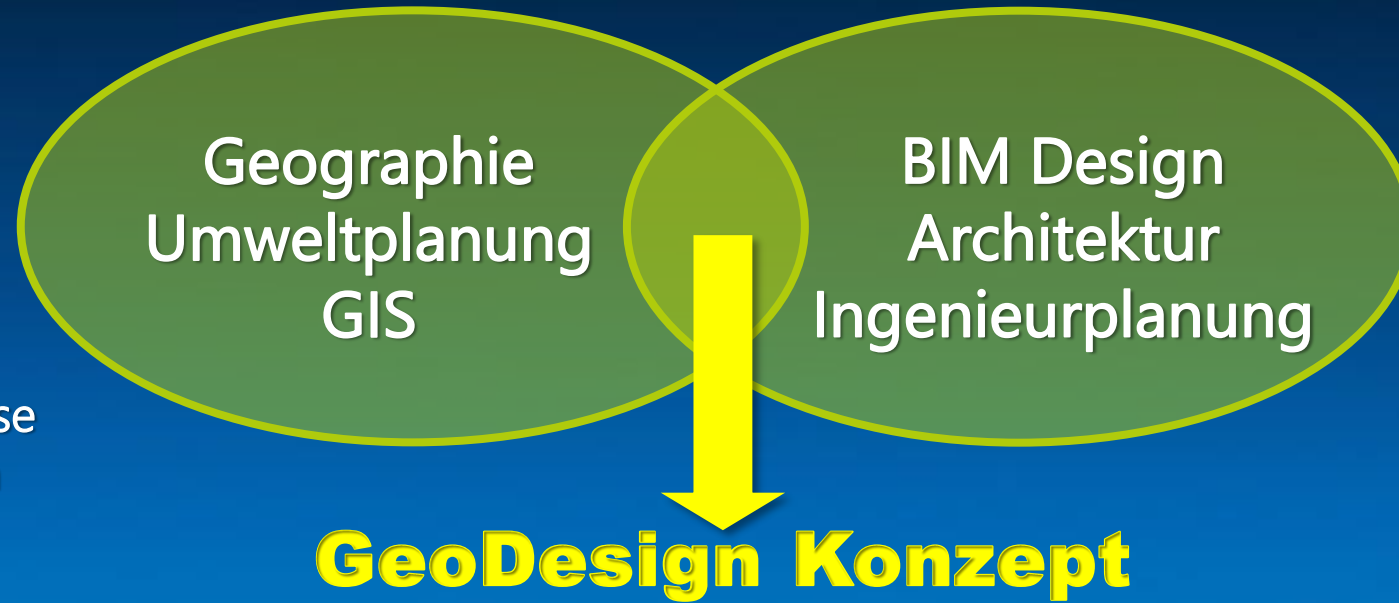 Geographie
Umweltplanung
GIS
BIM Design
Architektur
Ingenieurplanung
GeoDesign Konzept